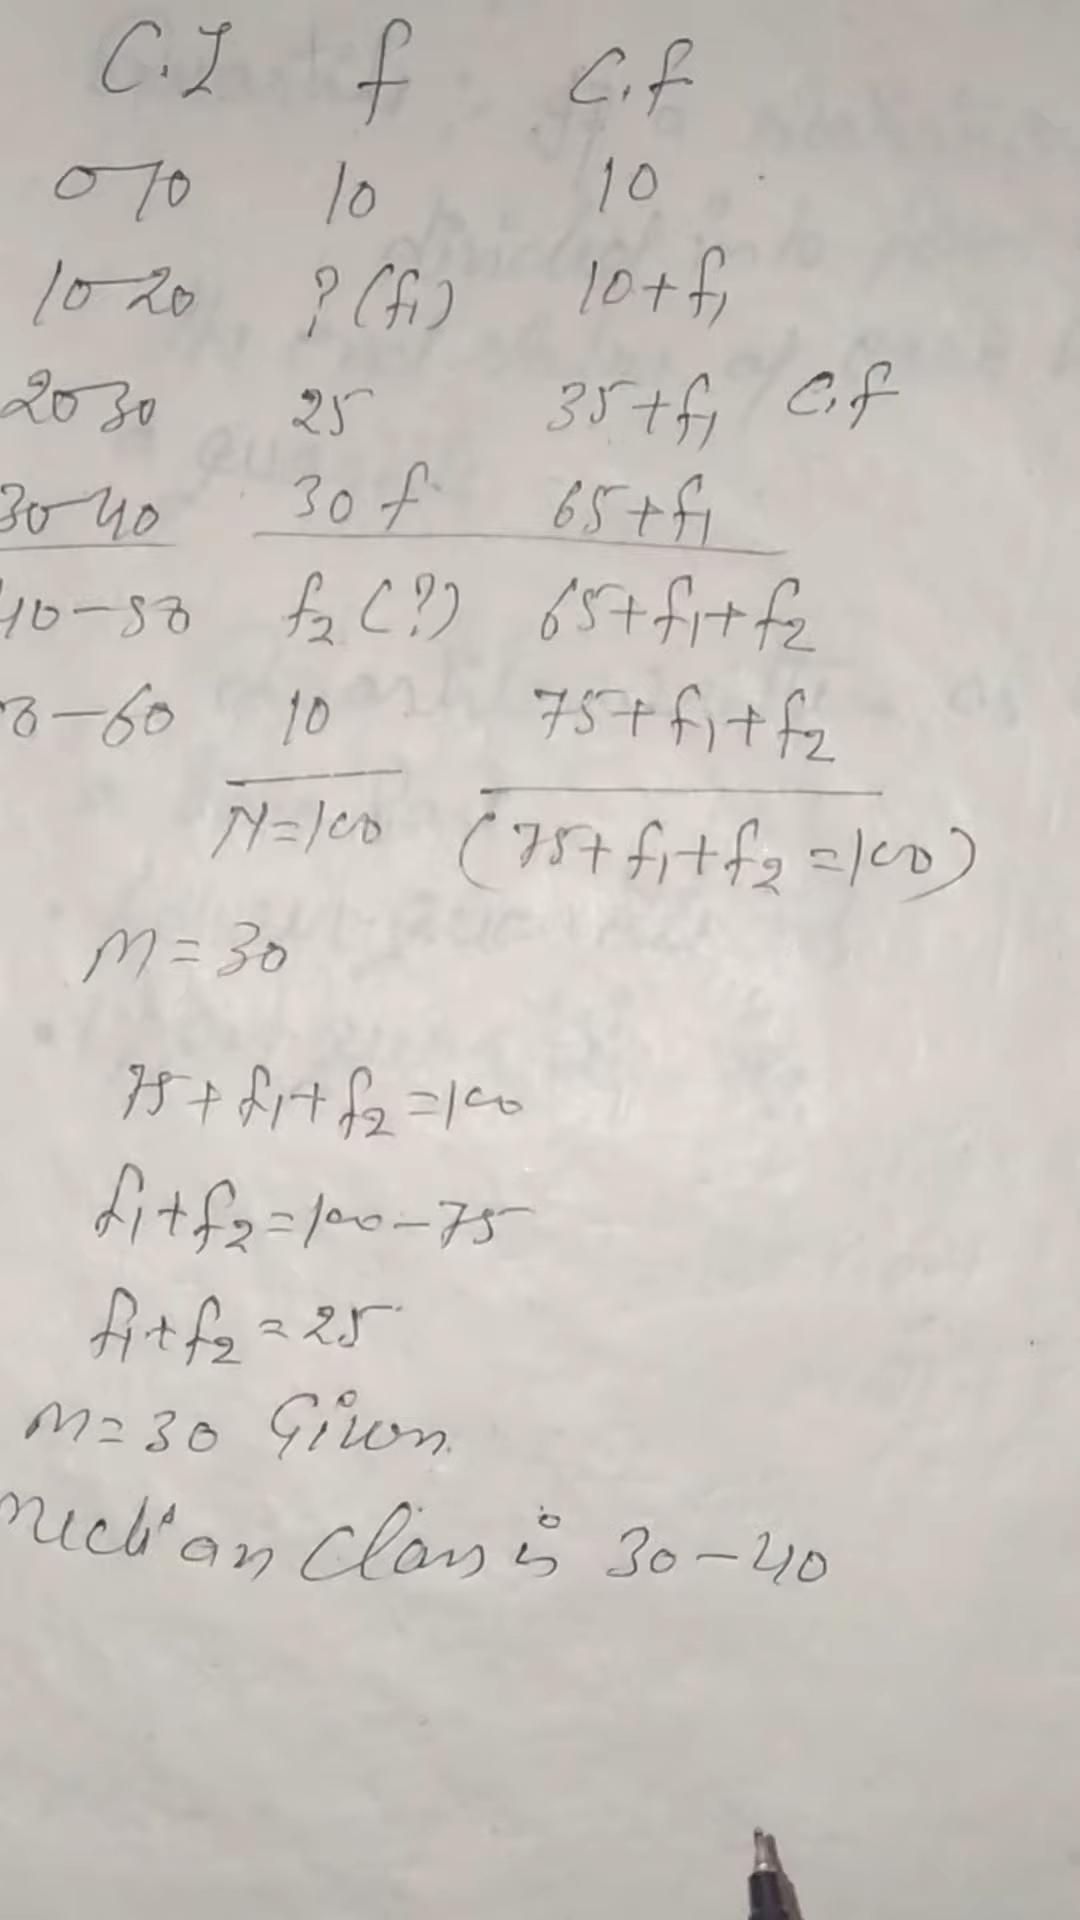 C.I f C.f
0-10 10 10
10-20 ?(f1) 10+f1
20-30 25 35+f1 C.f
30-40 30 f 65+f1
40-50 f2(?) 65+f1+f2
0-60 10 75+f1+f2
N=100 (75+f1+f2=100)
M=30
75+f1+f2=100
f1+f2=100-75
f1+f2=25
M=30 Given
Median Class is 30-40